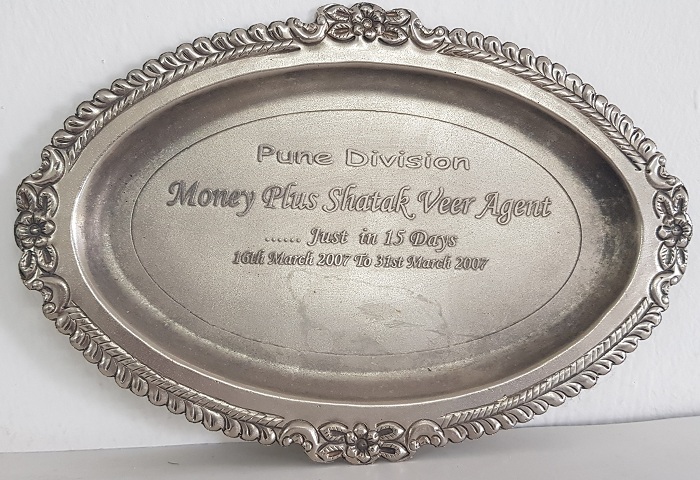 Pune Division
Money Plus Shatak Veer Agent
...... Just in 15 Days
16th March 2007 To 31st March 2007